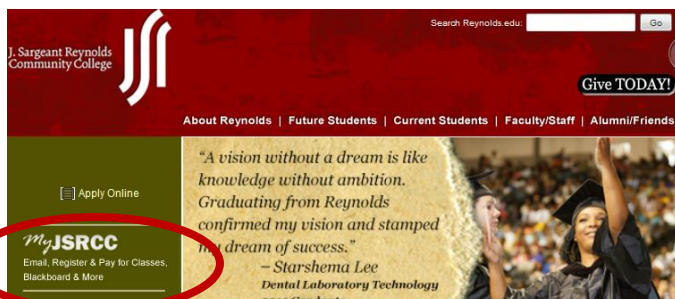 Search Reynolds.edu:
Go
J. Sargeant Reynolds
Community College
Give TODAY!
About Reynolds | Future Students | Current Students | Faculty/Staff | Alumni/Friends
Apply Online
"A vision without a dream is like
knowledge without ambition.
Graduating from Reynolds
confirmed my vision and stamped
my dream of success."
– Starshema Lee
Dental Laboratory Technology
MyJSRCC
Email, Register & Pay for Classes,
Blackboard & More